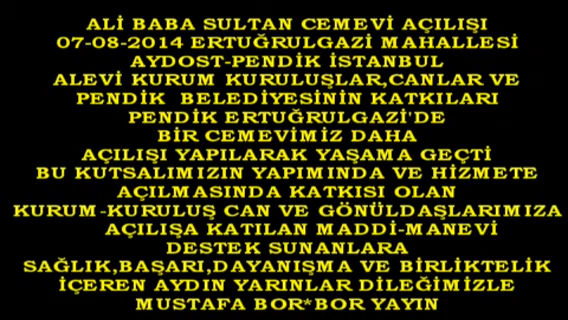 ALİ BABA SULTAN CEMEVİ AÇILIŞI
07-08-2014 ERTUĞRULGAZİ MAHALLESİ
AYDOST-PENDİK İSTANBUL
ALEVİ KURUM KURULUŞLAR,CANLAR VE
PENDİK BELEDİYESİNİN KATKILARI
PENDİK ERTUĞRULGAZİ'DE
BİR CEMEVİMİZ DAHA
AÇILIŞI YAPILARAK YAŞAMA GEÇTİ
BU KUTSALIMIZIN YAPIMINDA VE HİZMETE
AÇILMASINDA KATKISI OLAN
KURUM-KURULUŞ CAN VE GÖNÜLDAŞLARIMIZA
AÇILIŞA KATILAN MADDİ-MANEVİ
DESTEK SUNANLARA
SAĞLIK,BAŞARI,DAYANIŞMA VE BİRLİKTELİK
İÇEREN AYDIN YARINLAR DİLEĞİMİZLE
MUSTAFA BOR*BOR YAYIN